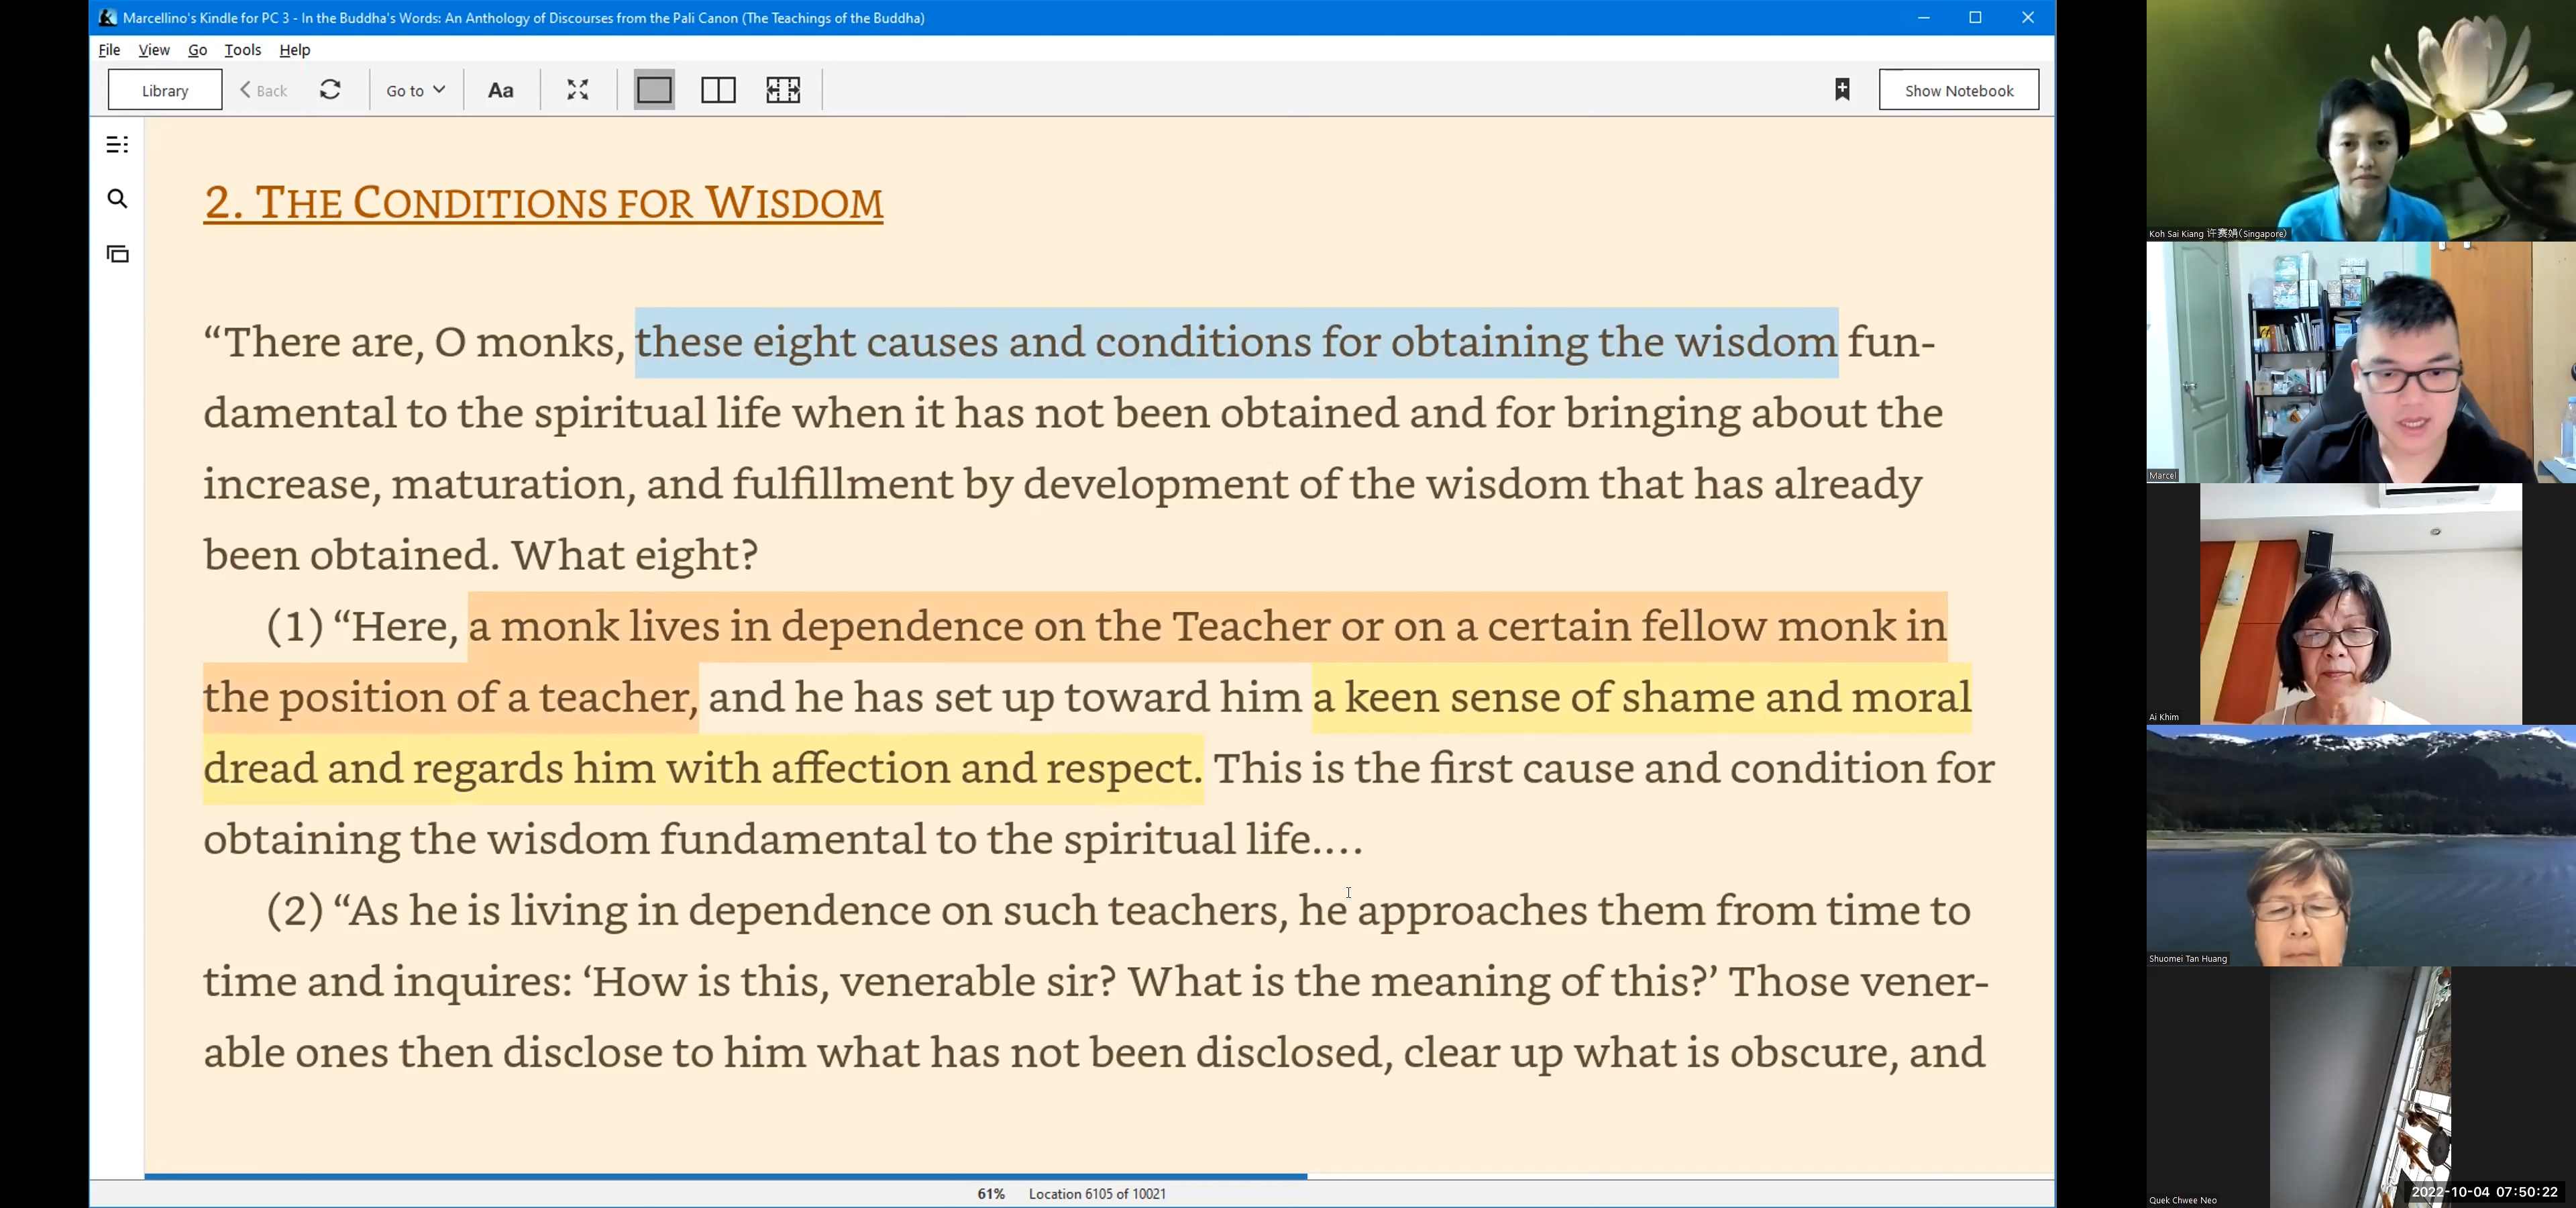 Marcellino's Kindle for PC 3 - In the Buddha's Words: An Anthology of Discourses from the Pali Canon (The Teachings of the Buddha)
File View Go Tools Help
Library Back Go to Aa Show Notebook
2. THE CONDITIONS FOR WISDOM
“There are, O monks, these eight causes and conditions for obtaining the wisdom fun-
damental to the spiritual life when it has not been obtained and for bringing about the
increase, maturation, and fulfillment by development of the wisdom that has already
been obtained. What eight?
(1) “Here, a monk lives in dependence on the Teacher or on a certain fellow monk in
the position of a teacher, and he has set up toward him a keen sense of shame and moral
dread and regards him with affection and respect. This is the first cause and condition for
obtaining the wisdom fundamental to the spiritual life....
(2) “As he is living in dependence on such teachers, he approaches them from time to
time and inquires: ‘How is this, venerable sir? What is the meaning of this?’ Those vener-
able ones then disclose to him what has not been disclosed, clear up what is obscure, and
61% Location 6105 of 10021
Koh Sai Kiang 许赛娟(Singapore)
Marcel
Ai Khim
Shuomei Tan Huang
Quek Chwee Neo
2022-10-04 07:50:22